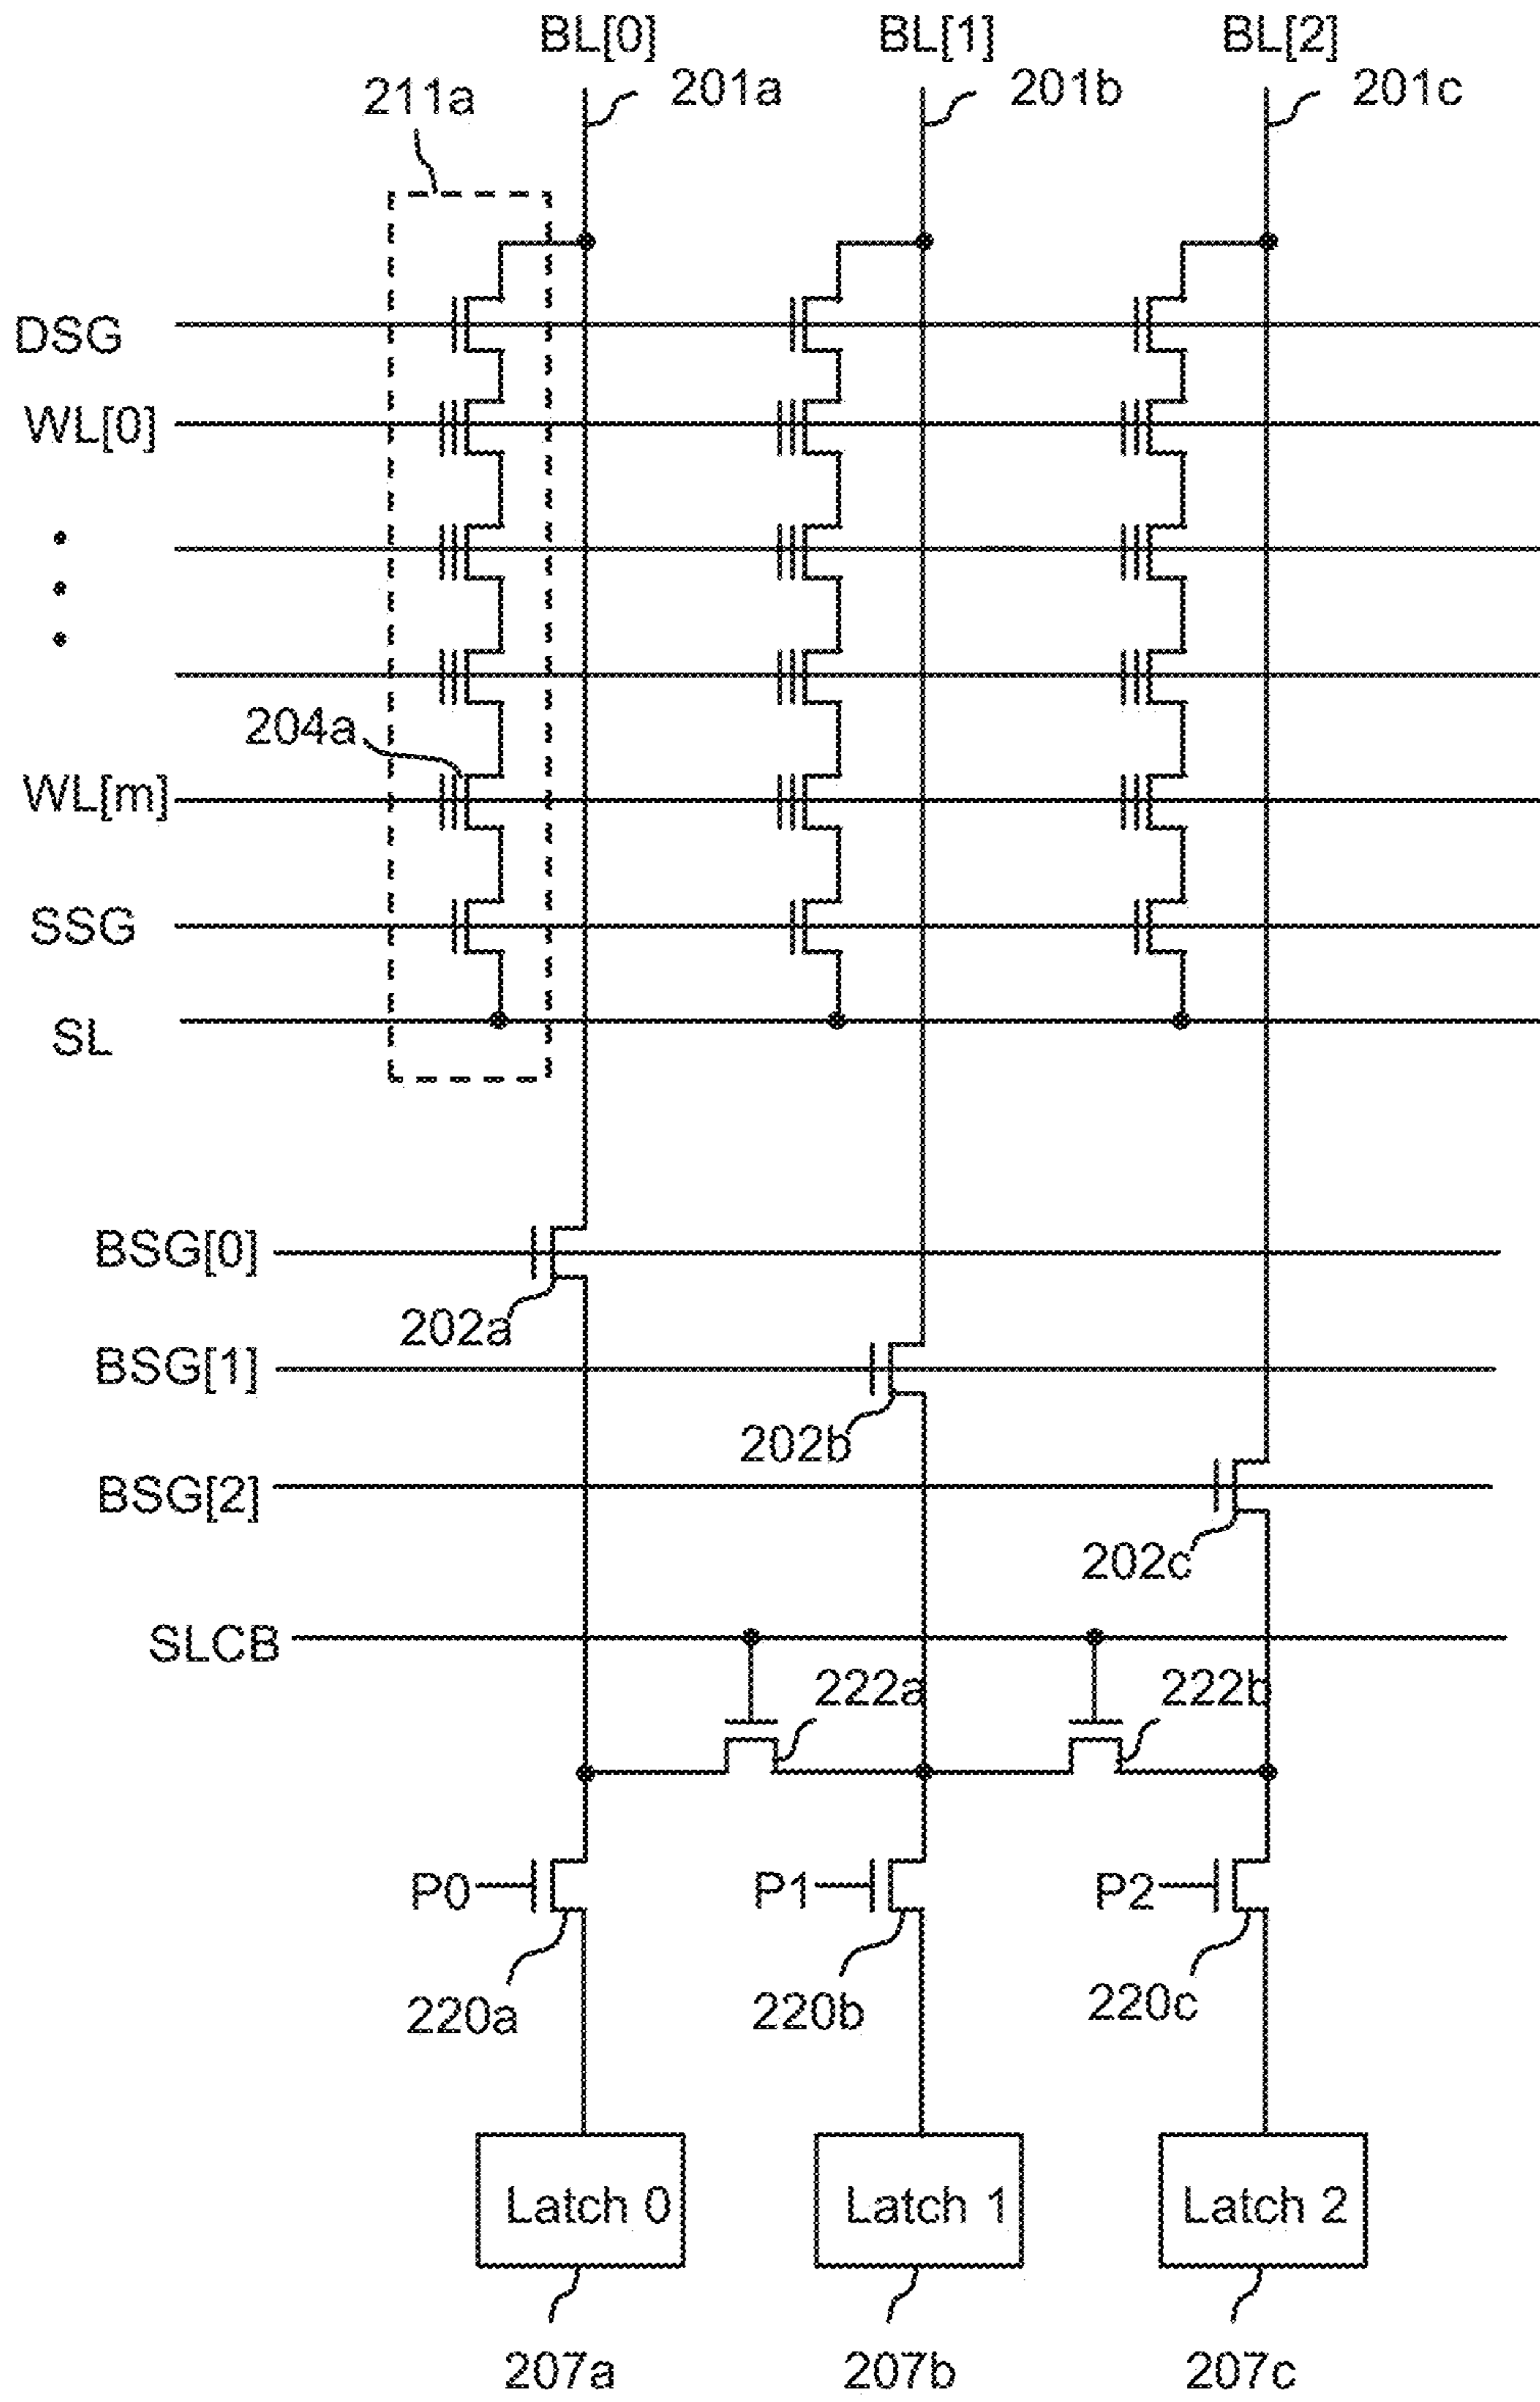 BL[0] BL[1] BL[2]
211a 201a 201b 201c
DSG
WL[0]
204a
WL[m]
SSG
SL
BSG[0]
202a
BSG[1]
202b
BSG[2]
202c
SLCB
222a 222b
P0 P1 P2
220a 220b 220c
Latch 0 Latch 1 Latch 2
207a 207b 207c